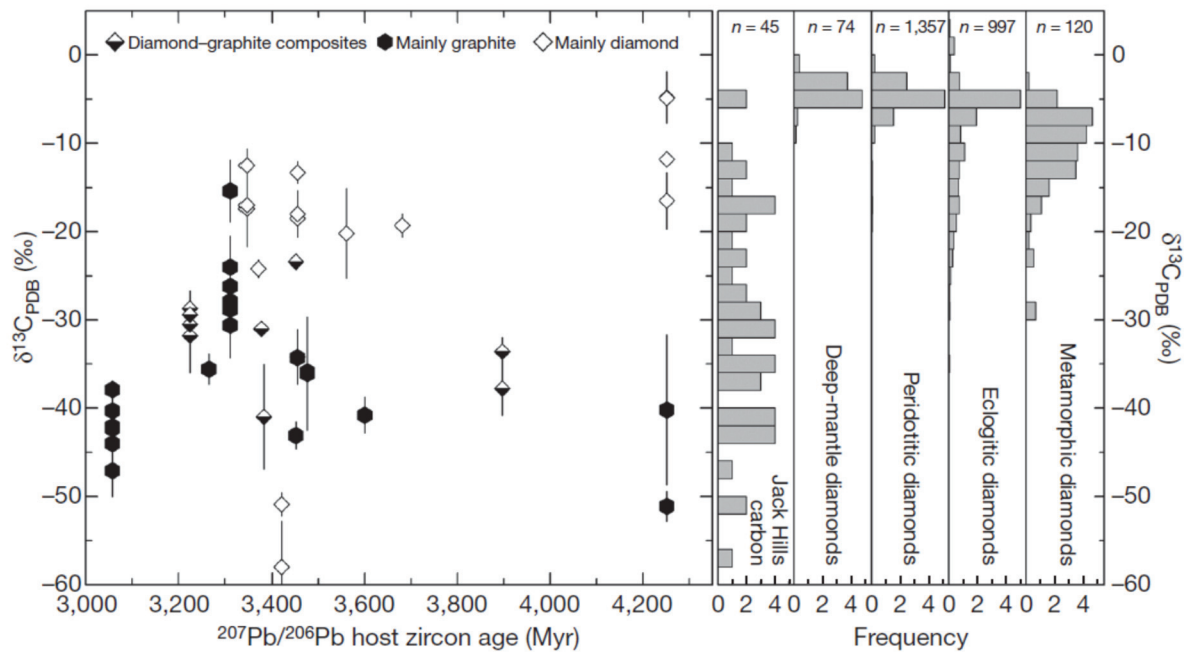 Diamond–graphite composites Mainly graphite Mainly diamond
n = 45 n = 74 n = 1,357 n = 997 n = 120
0
–10
–20
–30
–40
–50
–60
δ¹³C_PDB (‰)
3,000 3,200 3,400 3,600 3,800 4,000 4,200
²⁰⁷Pb/²⁰⁶Pb host zircon age (Myr)
Jack Hills
carbon
Deep-mantle diamonds
Peridotitic diamonds
Eclogitic diamonds
Metamorphic diamonds
0 2 4 0 2 4 0 2 4 0 2 4 0 2 4
Frequency
0
–10
–20
–30
–40
–50
–60
δ¹³C_PDB (‰)